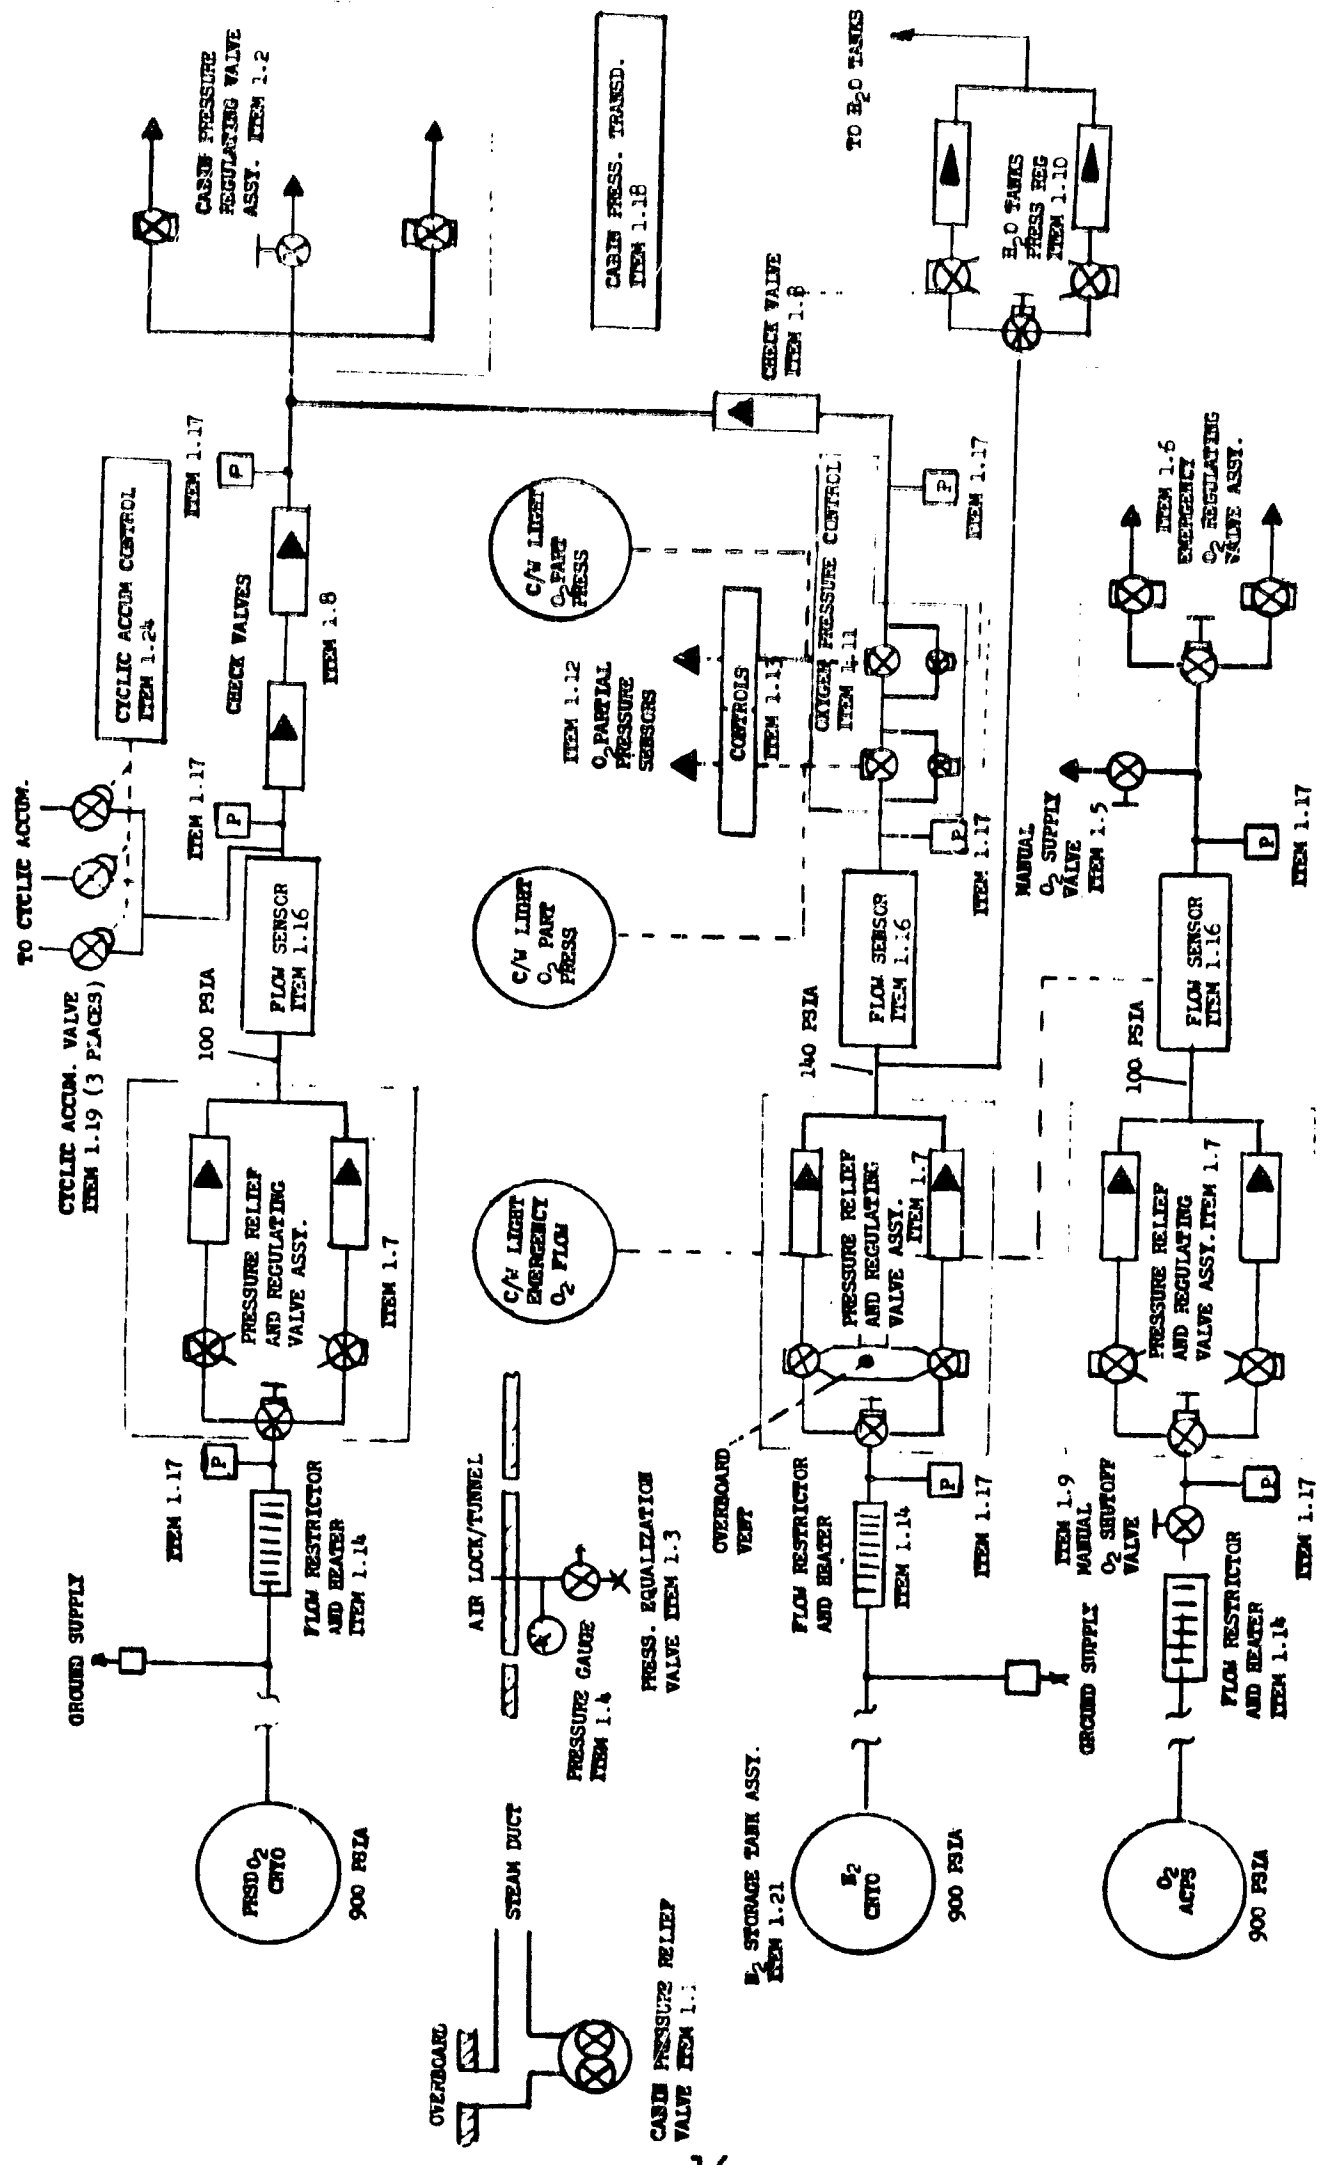 TO CYCLIC ACCUM.
CYCLIC ACCUM. VALVE
ITEM 1.19 (3 PLACES)
CYCLIC ACCUM CONTROL
ITEM 1.24
CABIN PRESSURE
REGULATING VALVE
ASSY. ITEM 1.2
GROUND SUPPLY
PRSD O2
CRYO
900 PSIA
FLOW RESTRICTOR
AND HEATER
ITEM 1.14
ITEM 1.17
P
PRESSURE RELIEF
AND REGULATING
VALVE ASSY.
ITEM 1.7
100 PSIA
FLOW SENSOR
ITEM 1.16
ITEM 1.17
P
CHECK VALVES
ITEM 1.8
ITEM 1.17
P
OVERBOARD
STEAM DUCT
CABIN PRESSURE RELIEF
VALVE ITEM 1.1
AIR LOCK/TUNNEL
PRESSURE GAUGE
ITEM 1.4
PRESS. EQUALIZATION
VALVE ITEM 1.3
C/W LIGHT
EMERGENCY
O2 FLOW
C/W LIGHT
O2 PART
PRESS
C/W LIGHT
O2 PART
PRESS
ITEM 1.12
O2 PARTIAL
PRESSURE
SENSORS
CONTROLS
ITEM 1.13
CABIN PRESS. TRANSD.
ITEM 1.18
CHECK VALVE
ITEM 1.8
N2 STORAGE TANK ASSY.
ITEM 1.21
N2
CRYO
900 PSIA
GROUND SUPPLY
FLOW RESTRICTOR
AND HEATER
ITEM 1.14
OVERBOARD
VENT
P
ITEM 1.17
PRESSURE RELIEF
AND REGULATING
VALVE ASSY.
ITEM 1.7
140 PSIA
FLOW SENSOR
ITEM 1.16
P
ITEM 1.17
OXYGEN PRESSURE CONTROL
ITEM 1.11
P
ITEM 1.17
TO H2O TANKS
H2O TANKS
PRESS REG
ITEM 1.10
O2
ACPS
900 PSIA
FLOW RESTRICTOR
AND HEATER
ITEM 1.14
ITEM 1.9
MANUAL
O2 SHUTOFF
VALVE
P
ITEM 1.17
PRESSURE RELIEF
AND REGULATING
VALVE ASSY. ITEM 1.7
100 PSIA
FLOW SENSOR
ITEM 1.16
MANUAL
O2 SUPPLY
VALVE
ITEM 1.5
P
ITEM 1.17
ITEM 1.6
EMERGENCY
O2 REGULATING
VALVE ASSY.